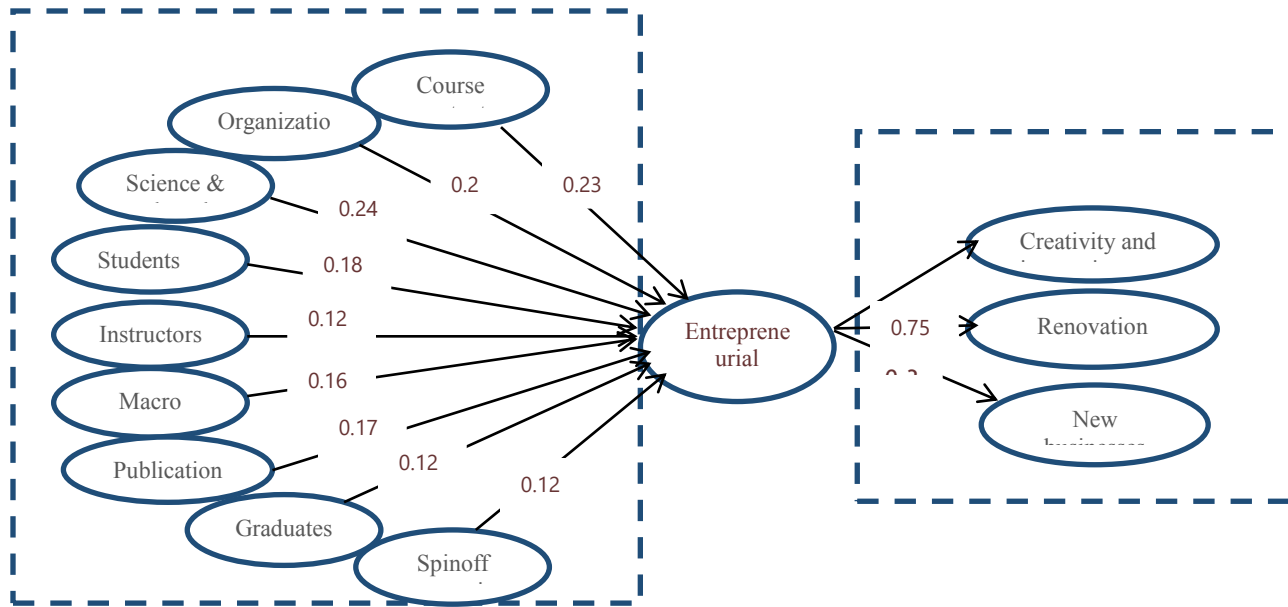 Course
Organizatio
Science &
0.23
0.2
0.24
Students
0.18
Instructors
0.12
Macro
0.16
Publication
0.17
0.12
Graduates
0.12
Spinoff
Entreprene
urial
0.75
Creativity and
Renovation
New
businesses